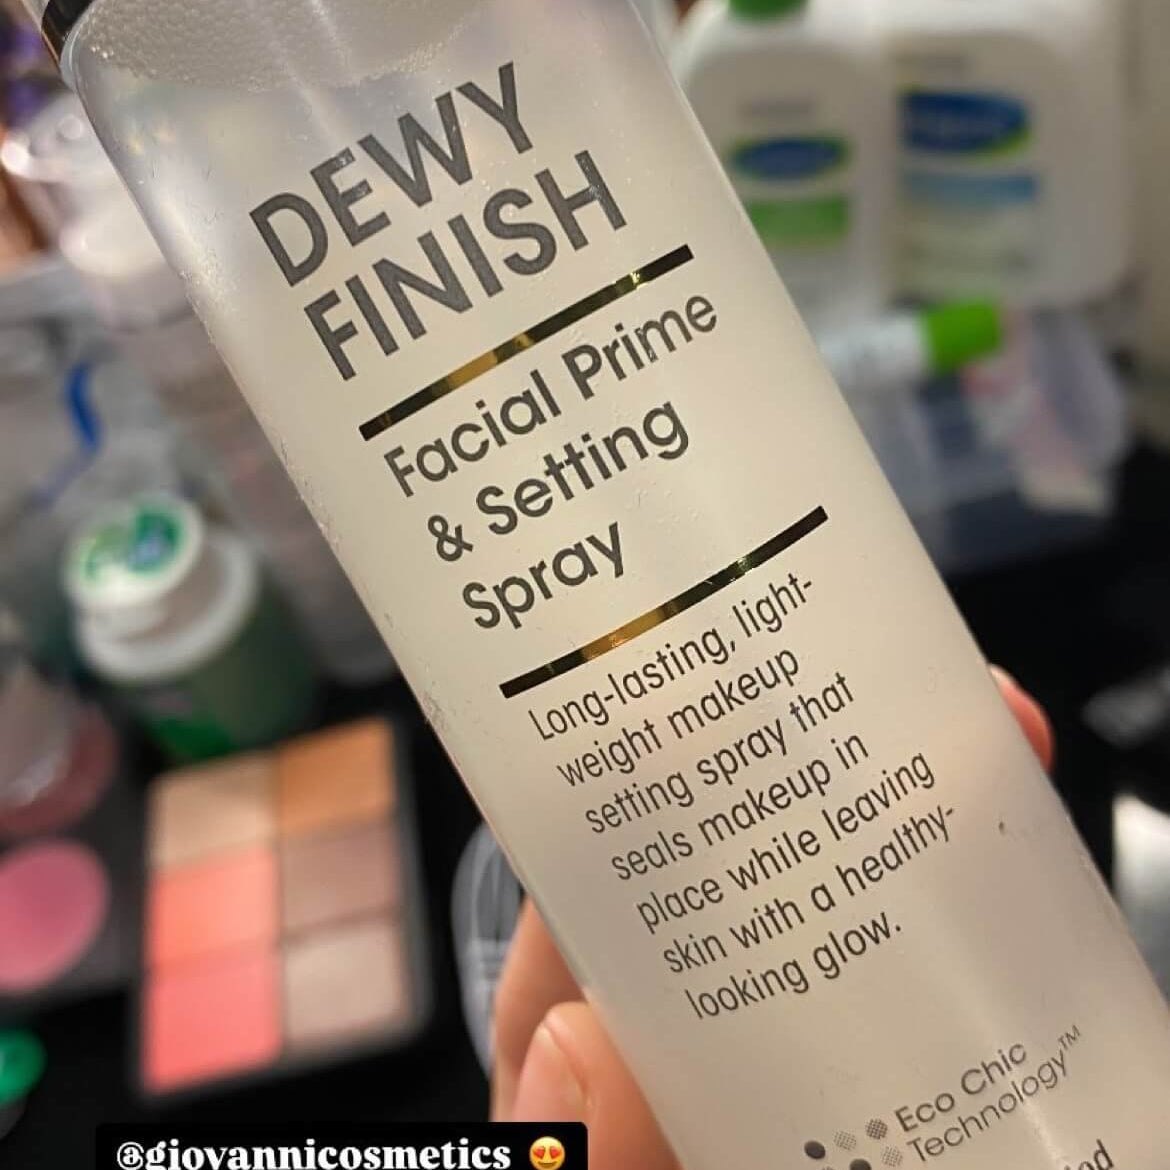 DEWY
FINISH
Facial Prime
& Setting
Spray
Long-lasting, light-
weight makeup
setting spray that
seals makeup in
place while leaving
skin with a healthy-
looking glow.
Eco Chic
Technology™
@giovannicosmetics 😍